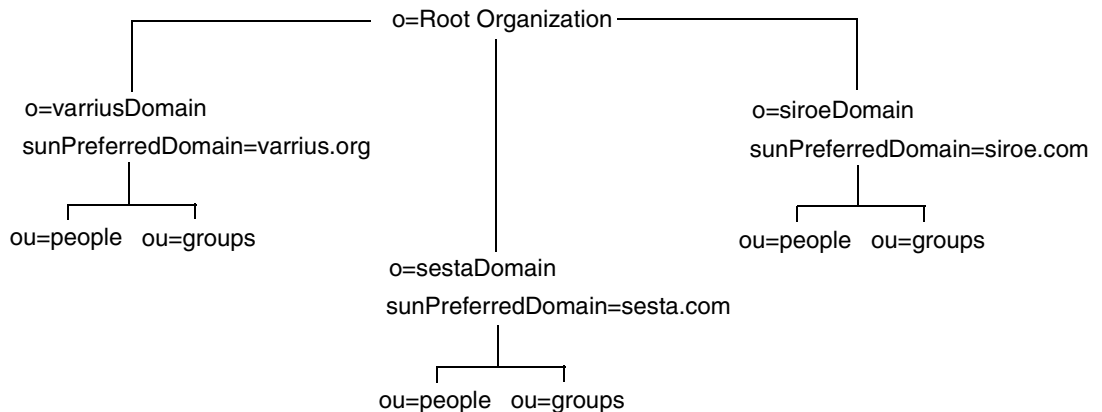 o=Root Organization
o=varriusDomain
sunPreferredDomain=varrius.org
ou=people ou=groups
o=siroeDomain
sunPreferredDomain=siroe.com
ou=people ou=groups
o=sestaDomain
sunPreferredDomain=sesta.com
ou=people ou=groups